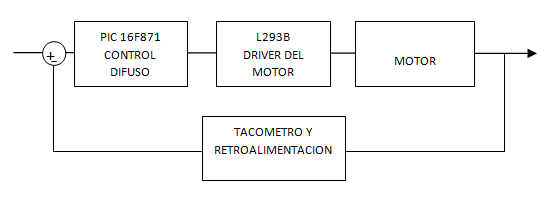 PIC 16F871
CONTROL
DIFUSO
L293B
DRIVER DEL
MOTOR
MOTOR
±
TACOMETRO Y
RETROALIMENTACION